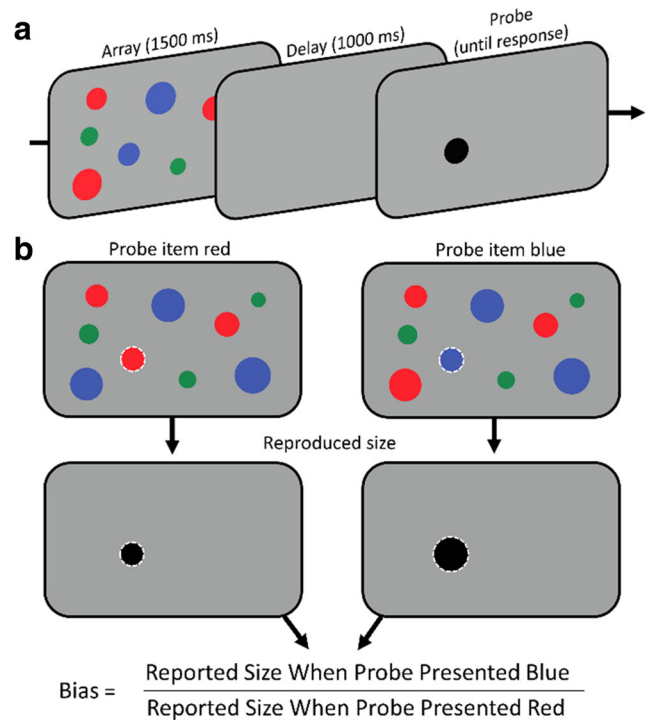 a
Array (1500 ms)
Delay (1000 ms)
Probe
(until response)
b
Probe item red
Probe item blue
Reproduced size
Bias =
Reported Size When Probe Presented Blue
Reported Size When Probe Presented Red